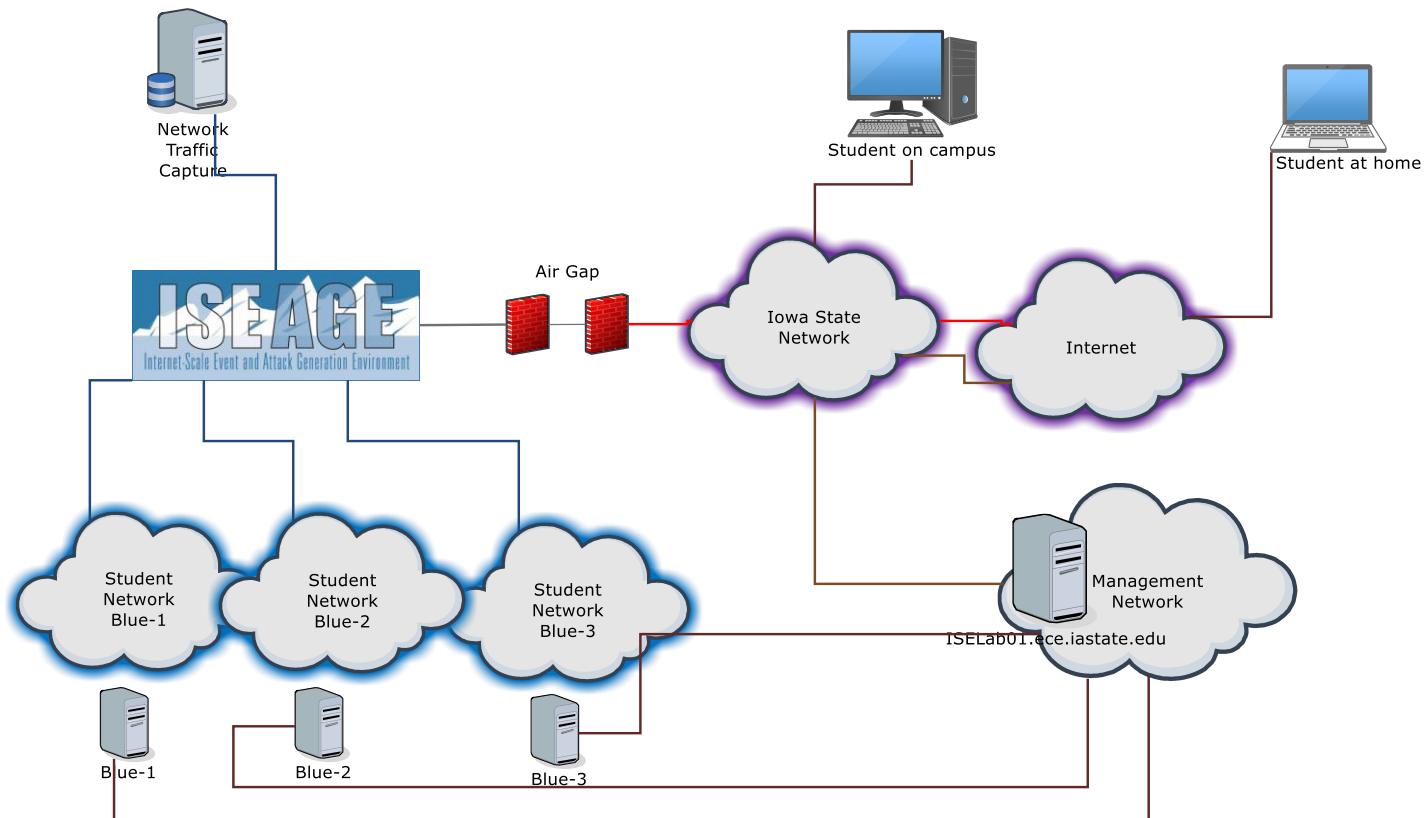 Network
Traffic
Capture
Student on campus
Student at home
Air Gap
ISEAGE
Internet-Scale Event and Attack Generation Environment
Iowa State
Network
Internet
Student
Network
Blue-1
Student
Network
Blue-2
Student
Network
Blue-3
Management
Network
ISELab01.ece.iastate.edu
Blue-1
Blue-2
Blue-3